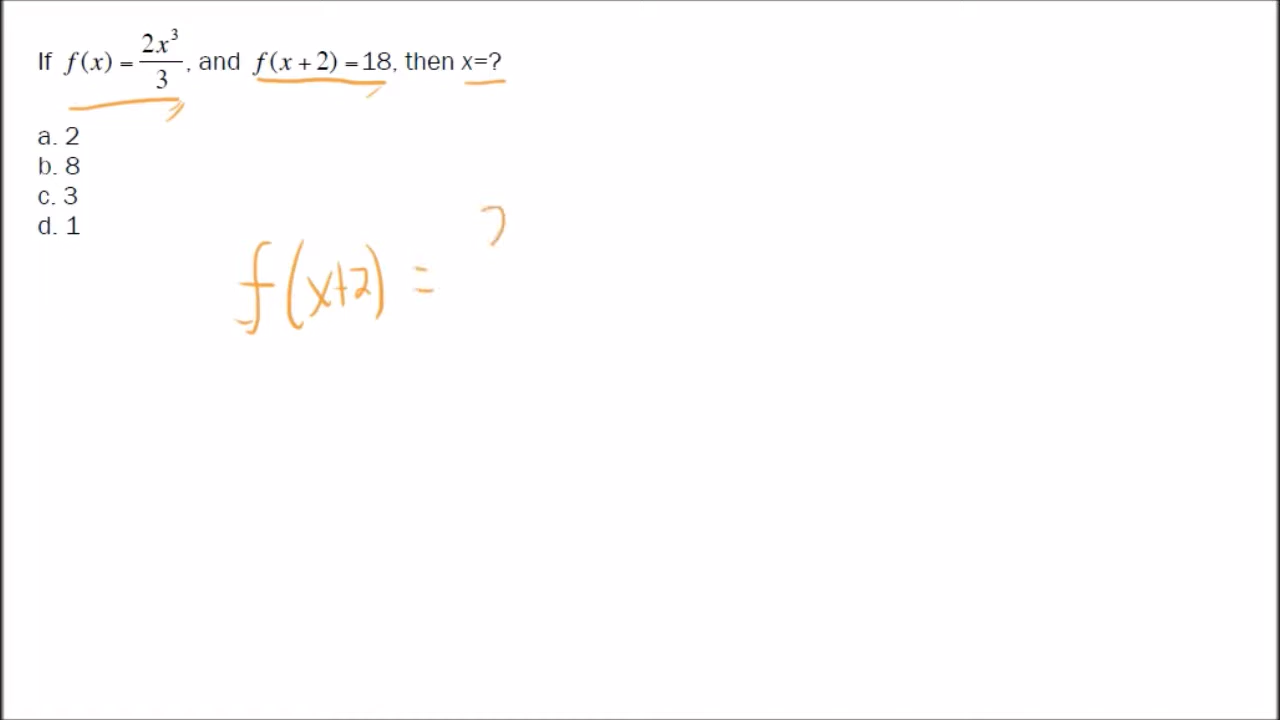 If f(x) = 2x³/3, and f(x + 2) = 18, then x=?
a. 2
b. 8
c. 3
d. 1
f(x+2) =